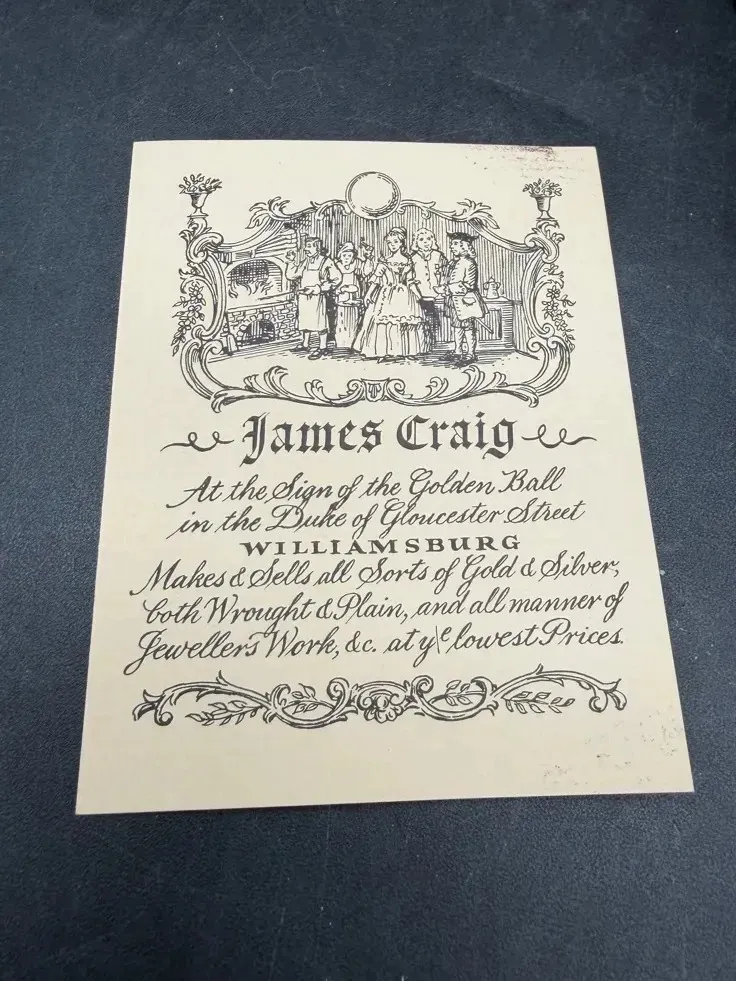 James Craig
At the Sign of the Golden Ball
in the Duke of Gloucester Street
WILLIAMSBURG
Makes & Sells all Sorts of Gold & Silver,
both Wrought & Plain, and all manner of
Jewellers Work, &c. at yᵉ lowest Prices.